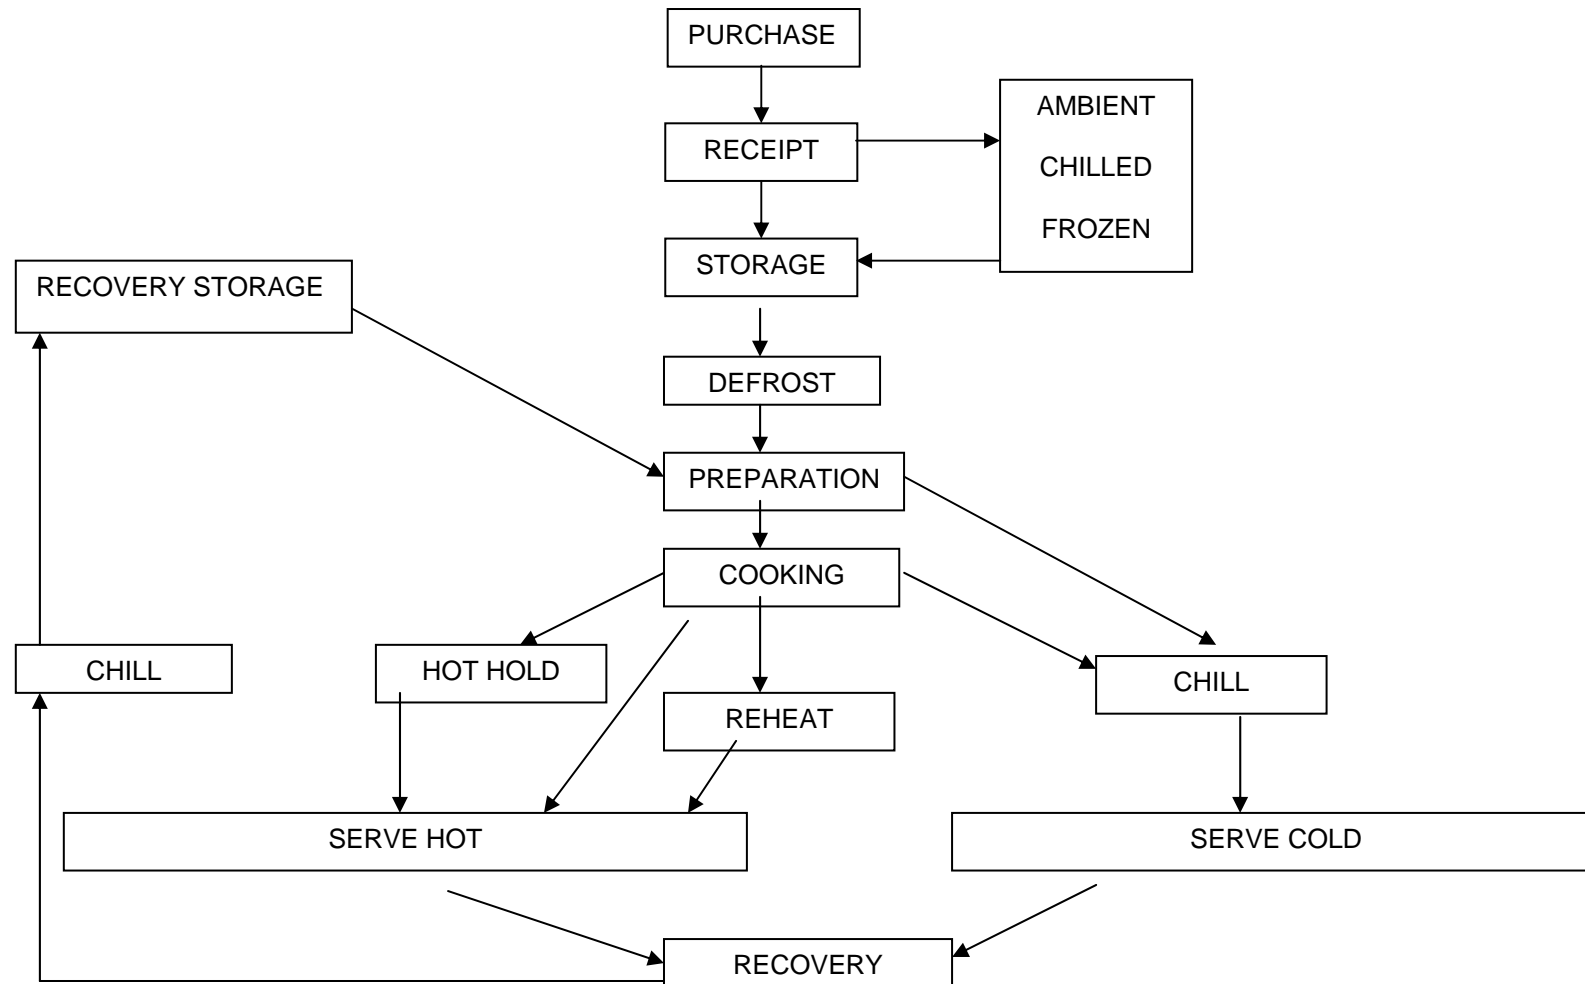 PURCHASE
AMBIENT
RECEIPT
CHILLED
FROZEN
STORAGE
RECOVERY STORAGE
DEFROST
PREPARATION
COOKING
CHILL
HOT HOLD
CHILL
REHEAT
SERVE HOT
SERVE COLD
RECOVERY